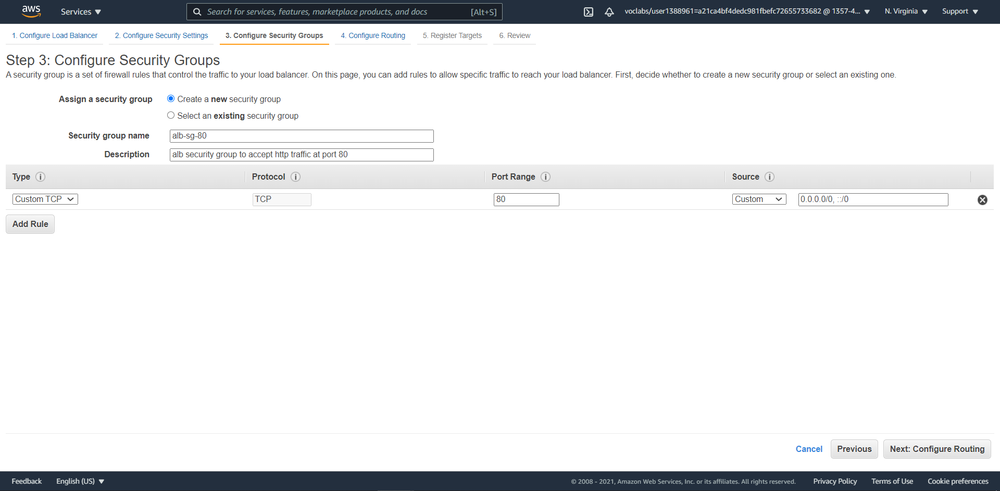 aws
Services
Search for services, features, marketplace products, and docs [Alt+S]
voclabs/user1388961=a21ca4bf4dedc981fbefc72655733682 @ 1357-4...
N. Virginia
Support
1. Configure Load Balancer
2. Configure Security Settings
3. Configure Security Groups
4. Configure Routing
5. Register Targets
6. Review
Step 3: Configure Security Groups
A security group is a set of firewall rules that control the traffic to your load balancer. On this page, you can add rules to allow specific traffic to reach your load balancer. First, decide whether to create a new security group or select an existing one.
Assign a security group
Create a new security group
Select an existing security group
Security group name
alb-sg-80
Description
alb security group to accept http traffic at port 80
Type
Protocol
Port Range
Source
Custom TCP
TCP
80
Custom
0.0.0.0/0, ::/0
Add Rule
Cancel
Previous
Next: Configure Routing
Feedback
English (US)
© 2008 - 2021, Amazon Web Services, Inc. or its affiliates. All rights reserved.
Privacy Policy
Terms of Use
Cookie preferences